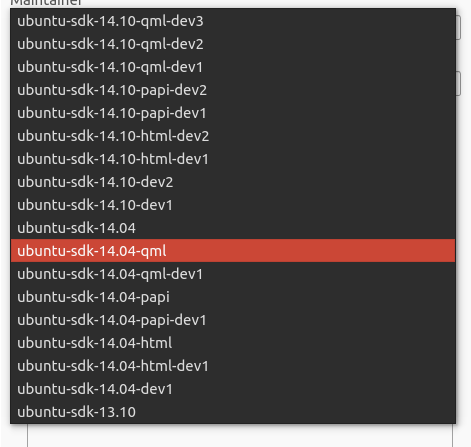 Maintainer
ubuntu-sdk-14.10-qml-dev3
ubuntu-sdk-14.10-qml-dev2
ubuntu-sdk-14.10-qml-dev1
ubuntu-sdk-14.10-papi-dev2
ubuntu-sdk-14.10-papi-dev1
ubuntu-sdk-14.10-html-dev2
ubuntu-sdk-14.10-html-dev1
ubuntu-sdk-14.10-dev2
ubuntu-sdk-14.10-dev1
ubuntu-sdk-14.04
ubuntu-sdk-14.04-qml
ubuntu-sdk-14.04-qml-dev1
ubuntu-sdk-14.04-papi
ubuntu-sdk-14.04-papi-dev1
ubuntu-sdk-14.04-html
ubuntu-sdk-14.04-html-dev1
ubuntu-sdk-14.04-dev1
ubuntu-sdk-13.10